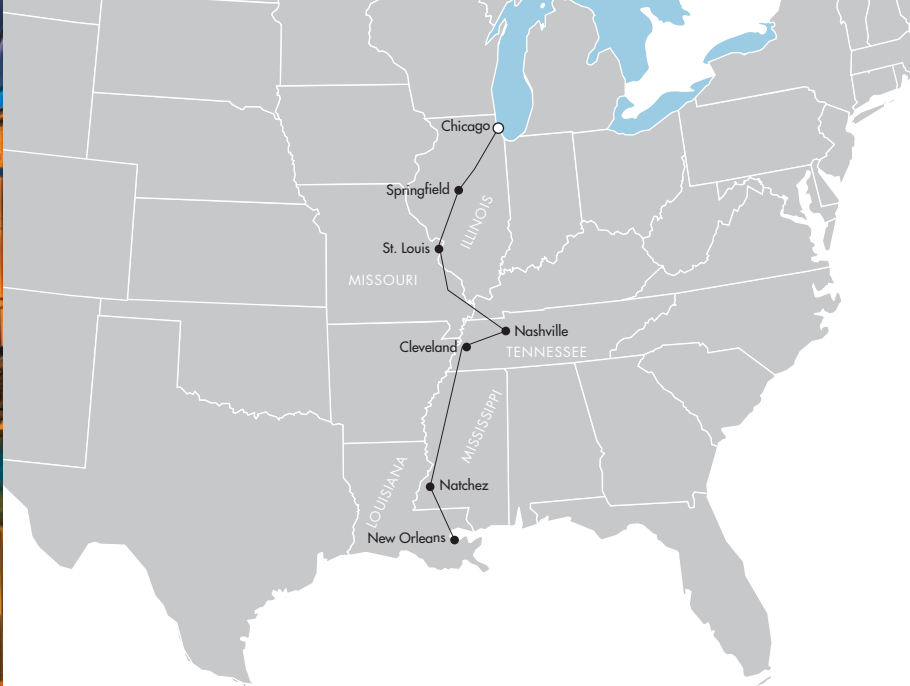 Chicago
Springfield
ILLINOIS
St. Louis
MISSOURI
Nashville
Cleveland
TENNESSEE
MISSISSIPPI
LOUISIANA
Natchez
New Orleans